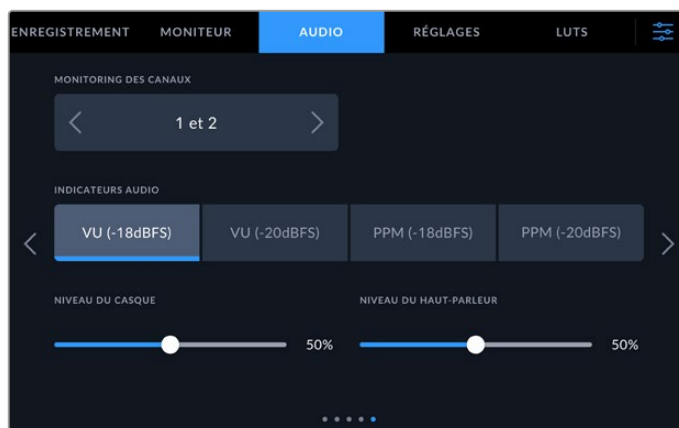 ENREGISTREMENT MONITEUR AUDIO RÉGLAGES LUTS
MONITORING DES CANAUX
1 et 2
INDICATEURS AUDIO
VU (-18dBFS) VU (-20dBFS) PPM (-18dBFS) PPM (-20dBFS)
NIVEAU DU CASQUE NIVEAU DU HAUT-PARLEUR
50% 50%